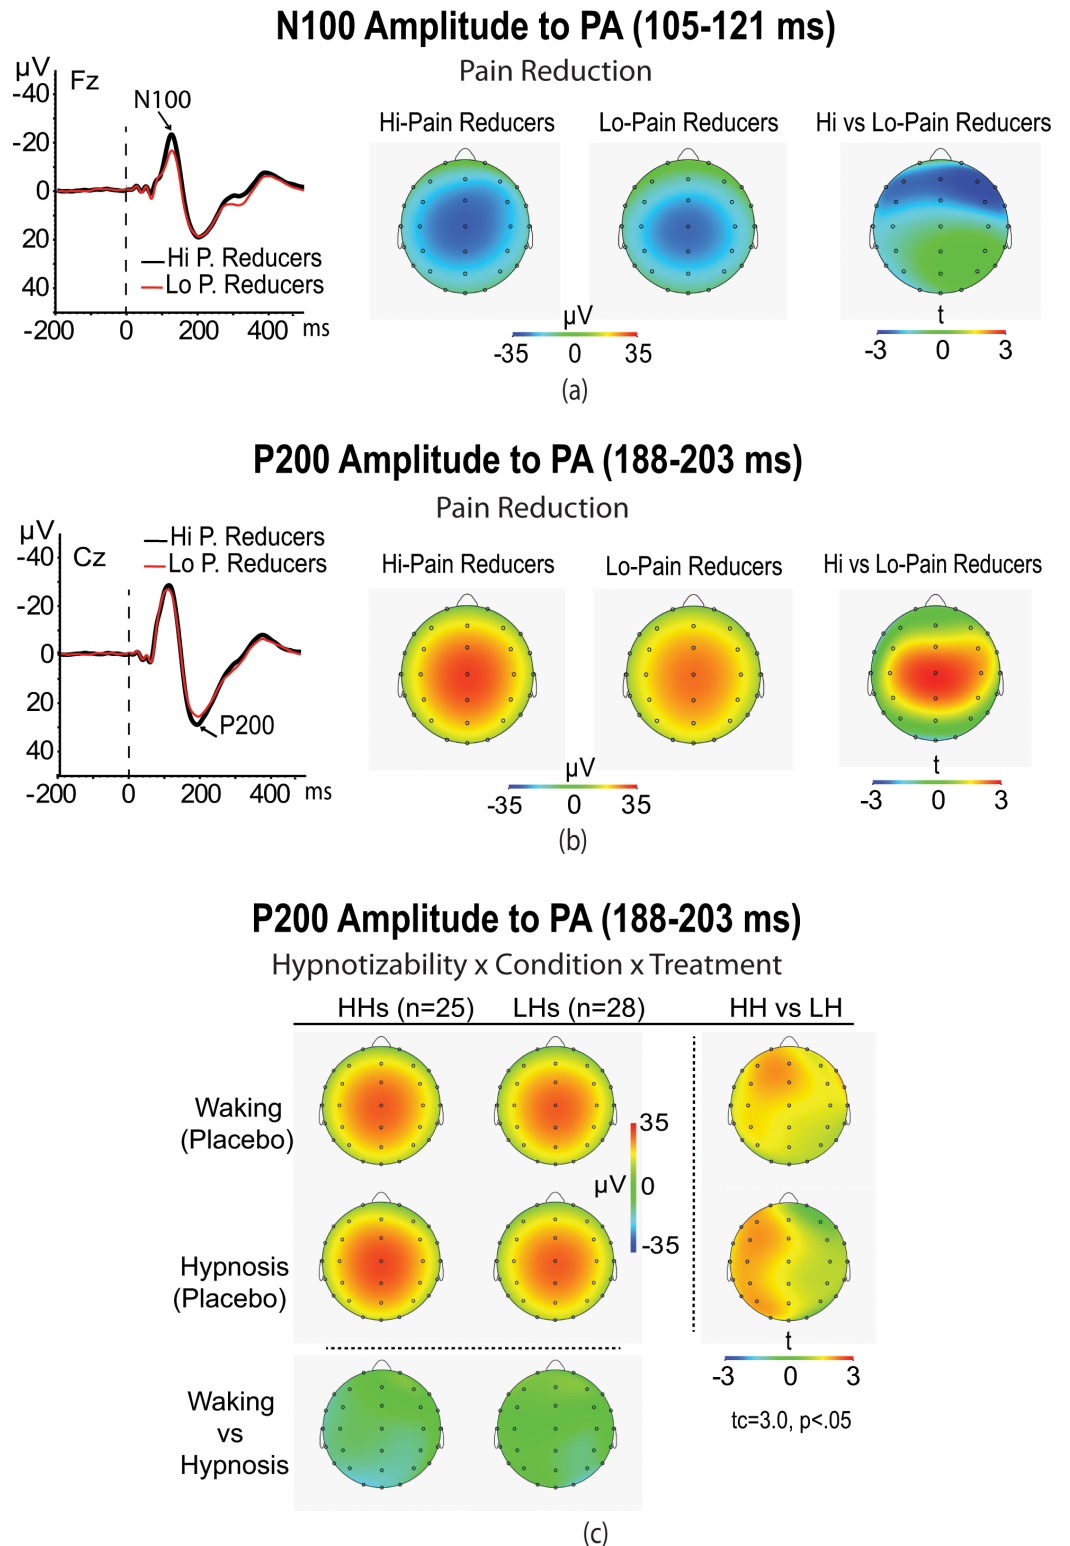 N100 Amplitude to PA (105-121 ms)
Pain Reduction
µV
Fz
-40
-20
0
20
40
N100
Hi P. Reducers
Lo P. Reducers
-200 0 200 400 ms
Hi-Pain Reducers
Lo-Pain Reducers
Hi vs Lo-Pain Reducers
µV
-35 0 35
t
-3 0 3
(a)
P200 Amplitude to PA (188-203 ms)
Pain Reduction
µV
Cz
-40
-20
0
20
40
Hi P. Reducers
Lo P. Reducers
P200
-200 0 200 400 ms
Hi-Pain Reducers
Lo-Pain Reducers
Hi vs Lo-Pain Reducers
µV
-35 0 35
t
-3 0 3
(b)
P200 Amplitude to PA (188-203 ms)
Hypnotizability x Condition x Treatment
HHs (n=25) LHs (n=28) HH vs LH
Waking
(Placebo)
35
µV 0
-35
Hypnosis
(Placebo)
t
-3 0 3
tc=3.0, p<.05
Waking
vs
Hypnosis
(c)